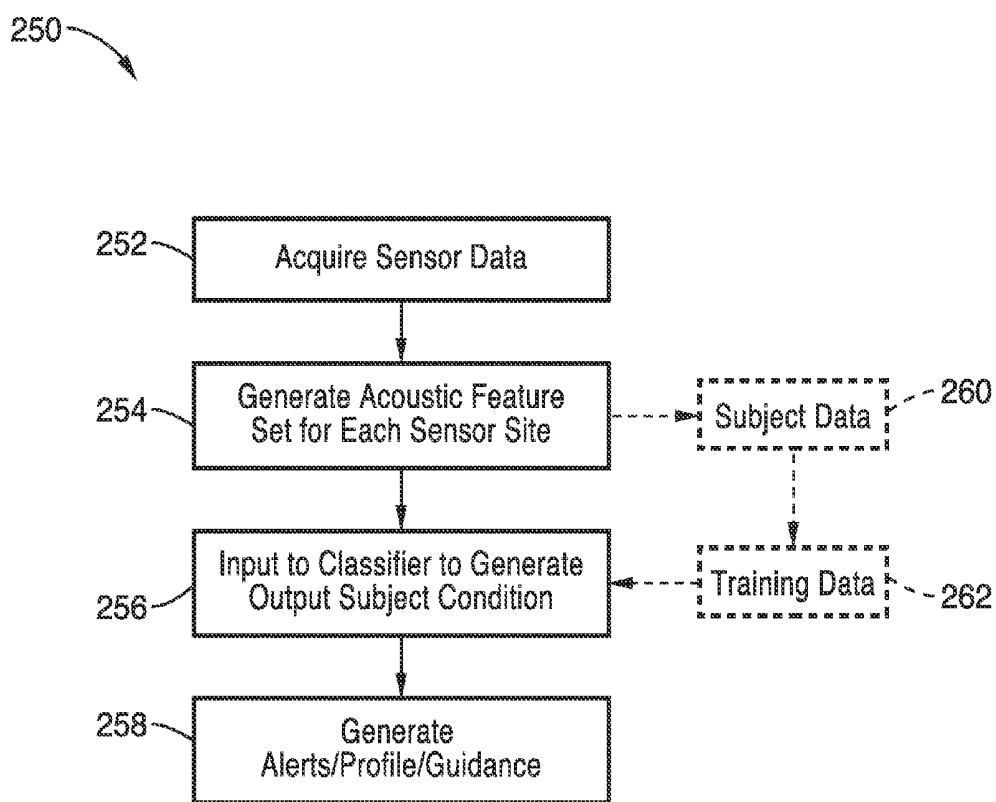 250
252
Acquire Sensor Data
254
Generate Acoustic Feature
Set for Each Sensor Site
Subject Data
260
256
Input to Classifier to Generate
Output Subject Condition
Training Data
262
258
Generate
Alerts/Profile/Guidance